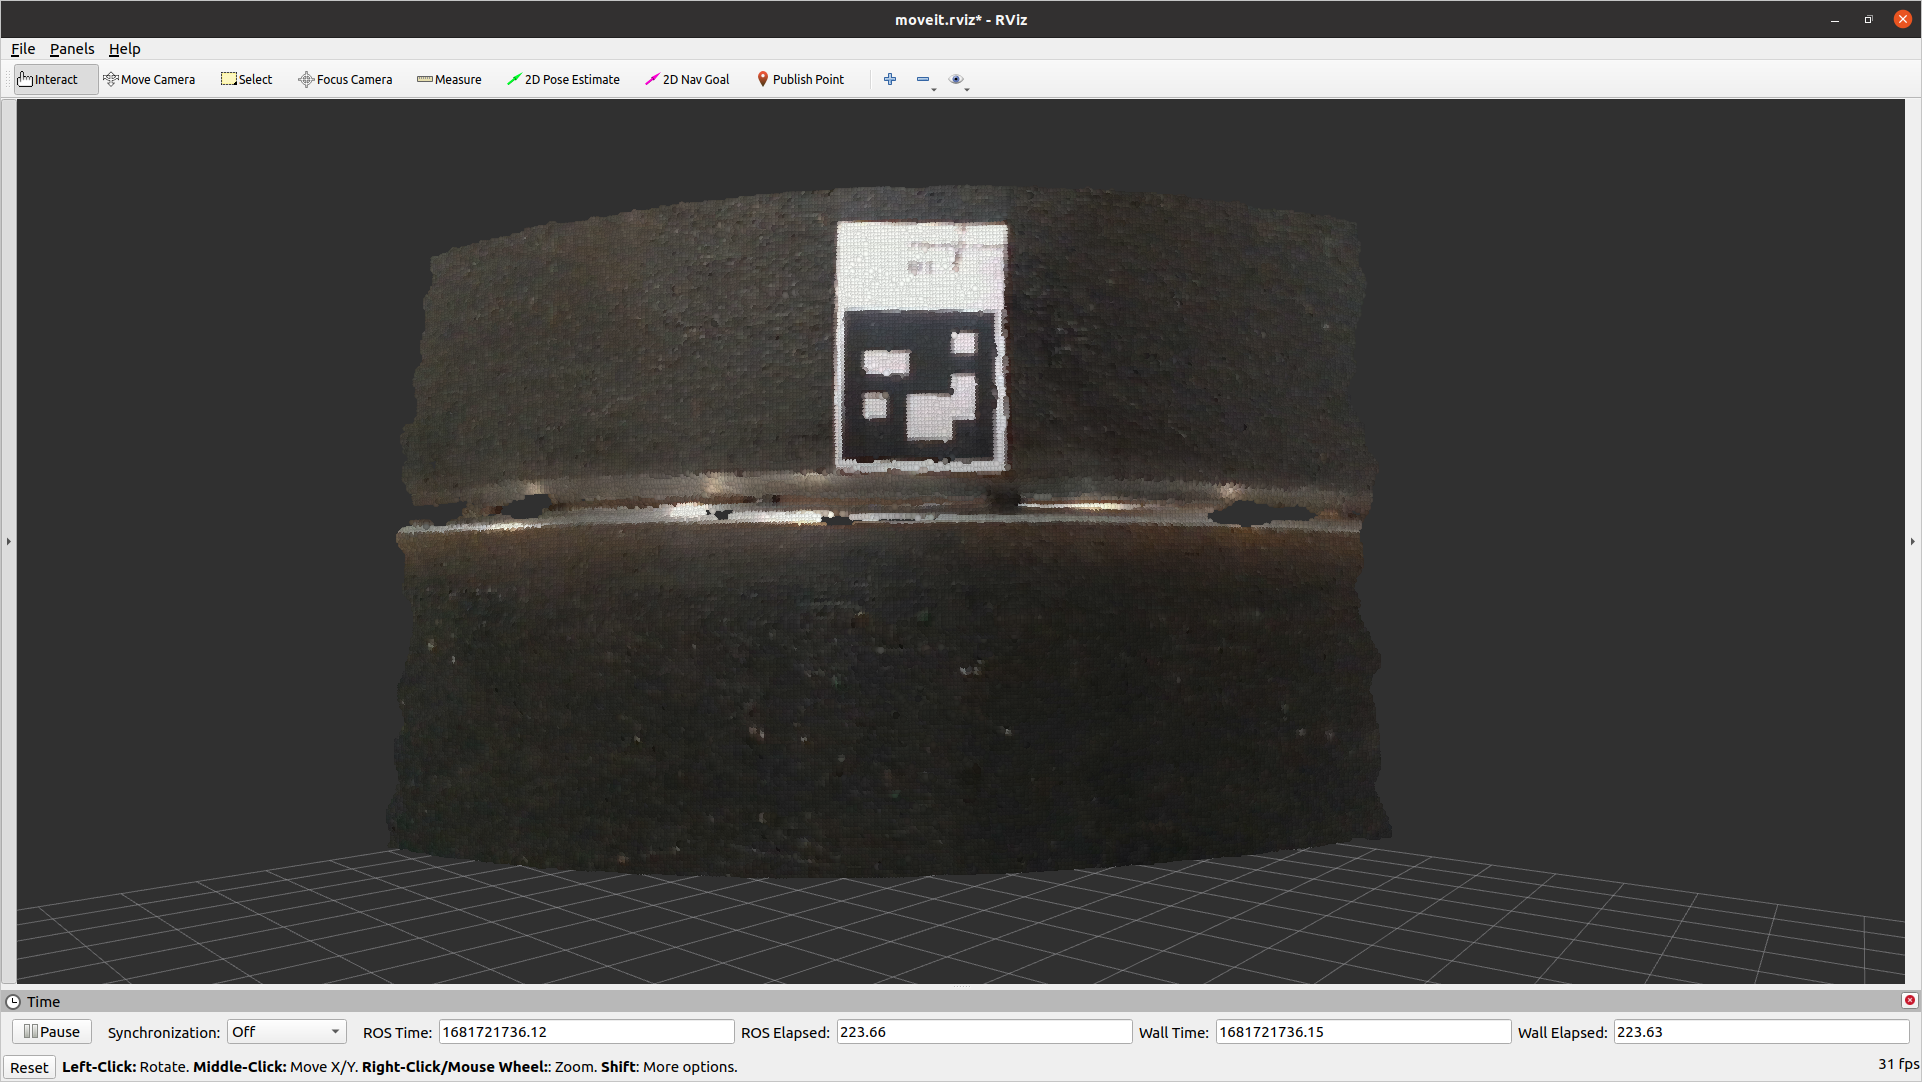 moveit.rviz* - RViz
File Panels Help
Interact Move Camera Select Focus Camera Measure 2D Pose Estimate 2D Nav Goal Publish Point
Time
Pause Synchronization: Off ROS Time: 1681721736.12 ROS Elapsed: 223.66 Wall Time: 1681721736.15 Wall Elapsed: 223.63
Reset Left-Click: Rotate. Middle-Click: Move X/Y. Right-Click/Mouse Wheel:: Zoom. Shift: More options. 31 fps